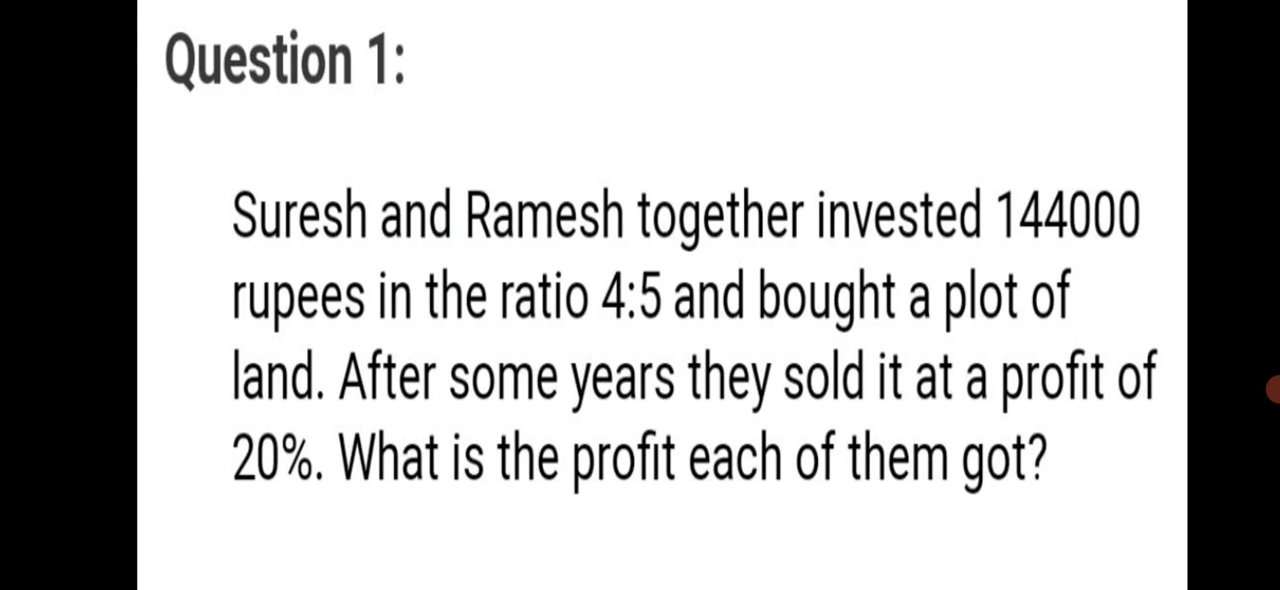 Question 1:
Suresh and Ramesh together invested 144000
rupees in the ratio 4:5 and bought a plot of
land. After some years they sold it at a profit of
20%. What is the profit each of them got?